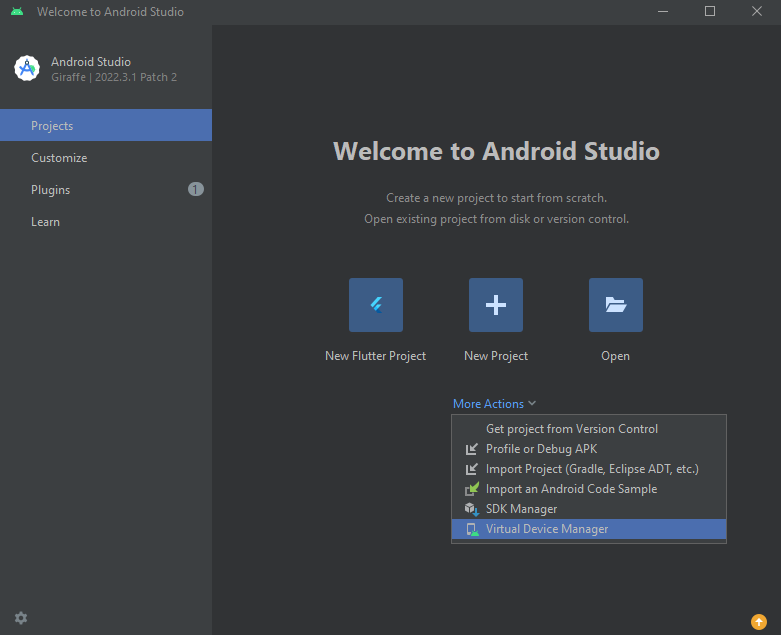 Welcome to Android Studio
Android Studio
Giraffe | 2022.3.1 Patch 2
Projects
Customize
Plugins
1
Learn
Welcome to Android Studio
Create a new project to start from scratch.
Open existing project from disk or version control.
New Flutter Project
New Project
Open
More Actions
Get project from Version Control
Profile or Debug APK
Import Project (Gradle, Eclipse ADT, etc.)
Import an Android Code Sample
SDK Manager
Virtual Device Manager